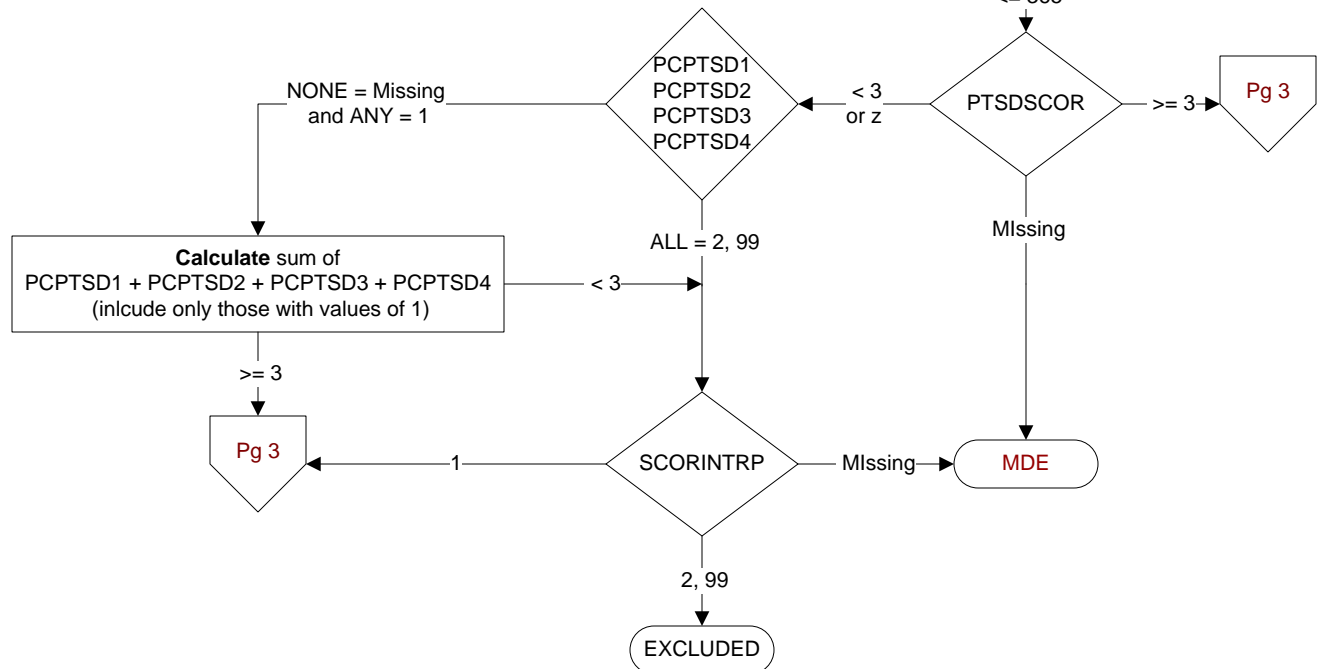 PCPTSD1
PCPTSD2
PCPTSD3
PCPTSD4
NONE = Missing
and ANY = 1
< 3
or z
PTSDSCOR
>= 3
Pg 3
MIssing
ALL = 2, 99
Calculate sum of
PCPTSD1 + PCPTSD2 + PCPTSD3 + PCPTSD4
(inlcude only those with values of 1)
< 3
>= 3
Pg 3
1
SCORINTRP
MIssing
MDE
2, 99
EXCLUDED